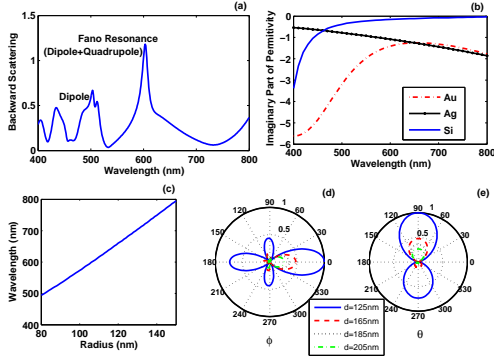 (a)
Fano Resonance
(Dipole+Quadrupole)
Dipole
Backward Scattering
1.5
1
0.5
0
400 500 600 700 800
Wavelength (nm)
(b)
Imaginary Part of Permitivity
0
−1
−2
−3
−4
−5
−6
400 500 600 700 800
Wavelength (nm)
Au
Ag
Si
(c)
Wavelength (nm)
800
700
600
500
400
80 100 120 140
Radius (nm)
(d)
90 1
120 60
0.5
150 30
180 0
210 330
240 300
270
ϕ
(e)
90 1
120 60
0.5
150 30
180 0
210 330
240 300
270
θ
d=125nm
d=165nm
d=185nm
d=205nm